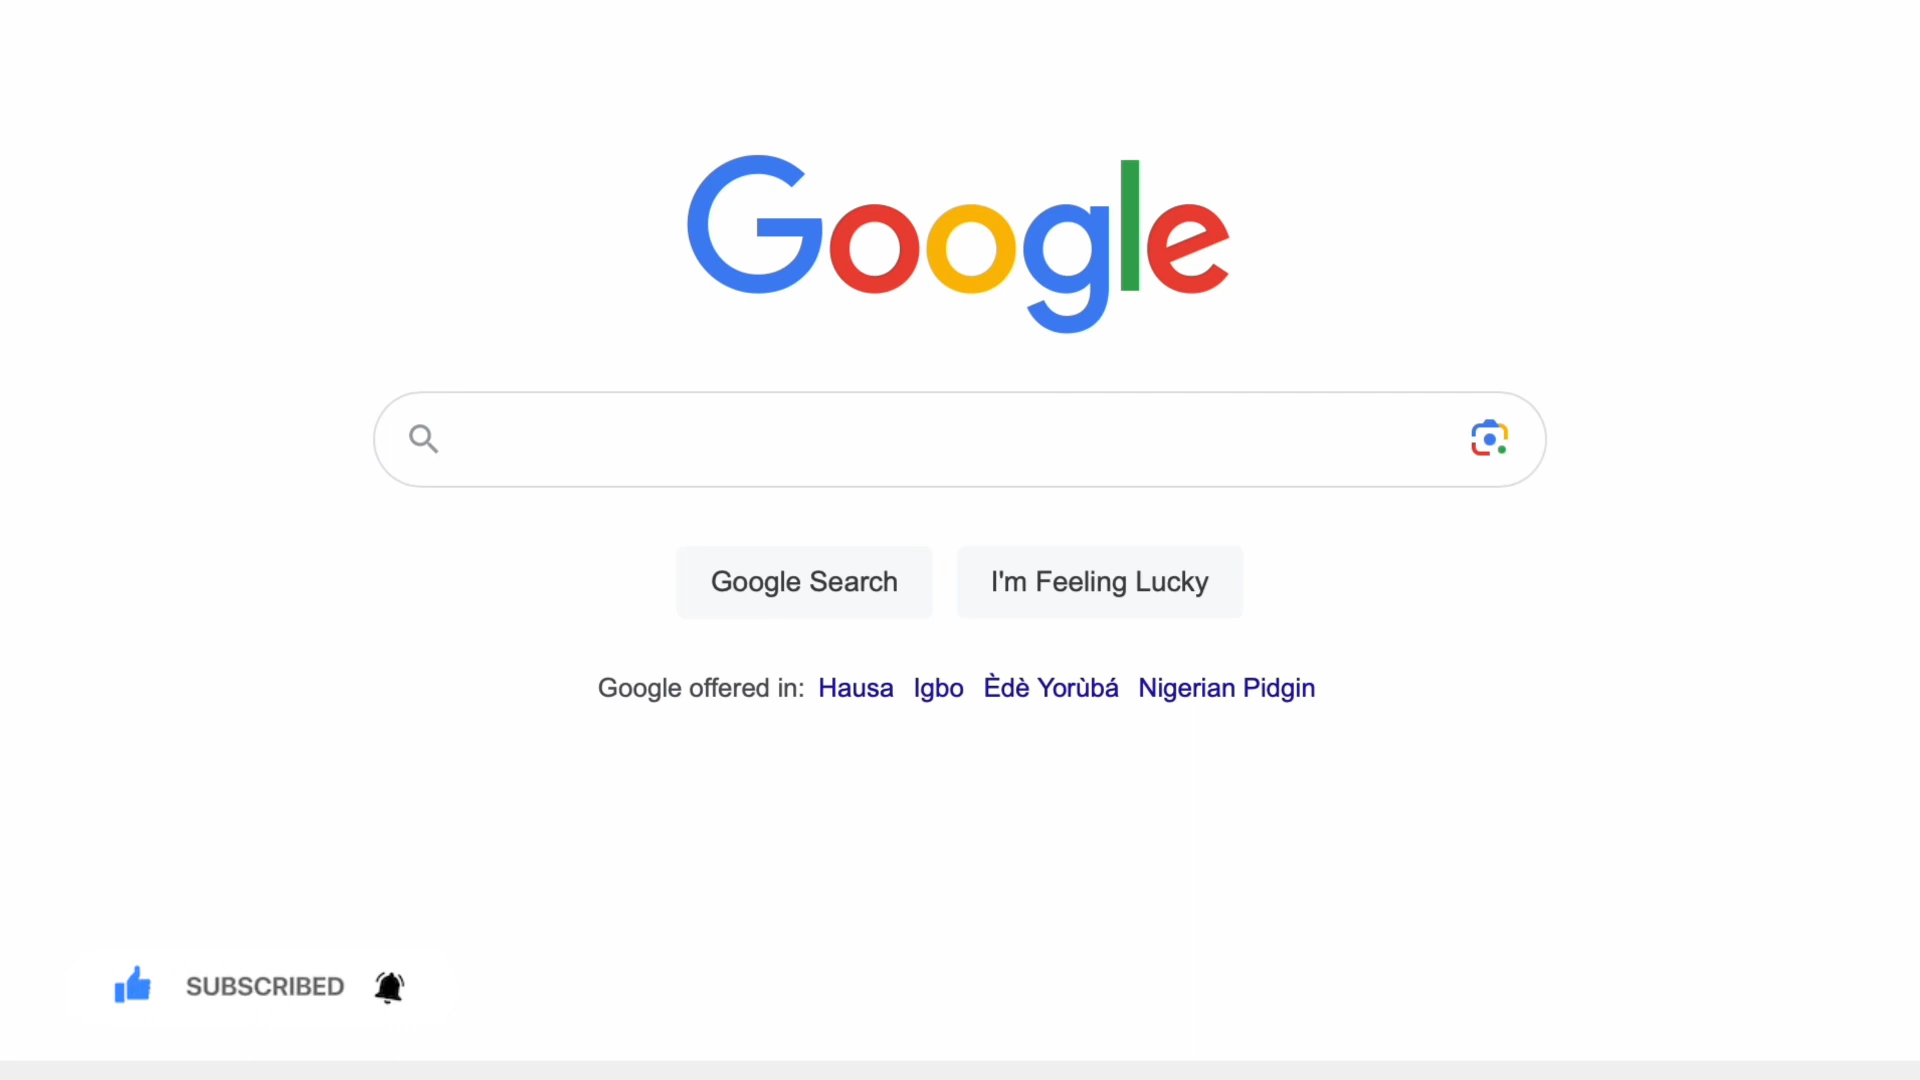 Google
Google Search I'm Feeling Lucky
Google offered in: Hausa Igbo Èdè Yorùbá Nigerian Pidgin
SUBSCRIBED